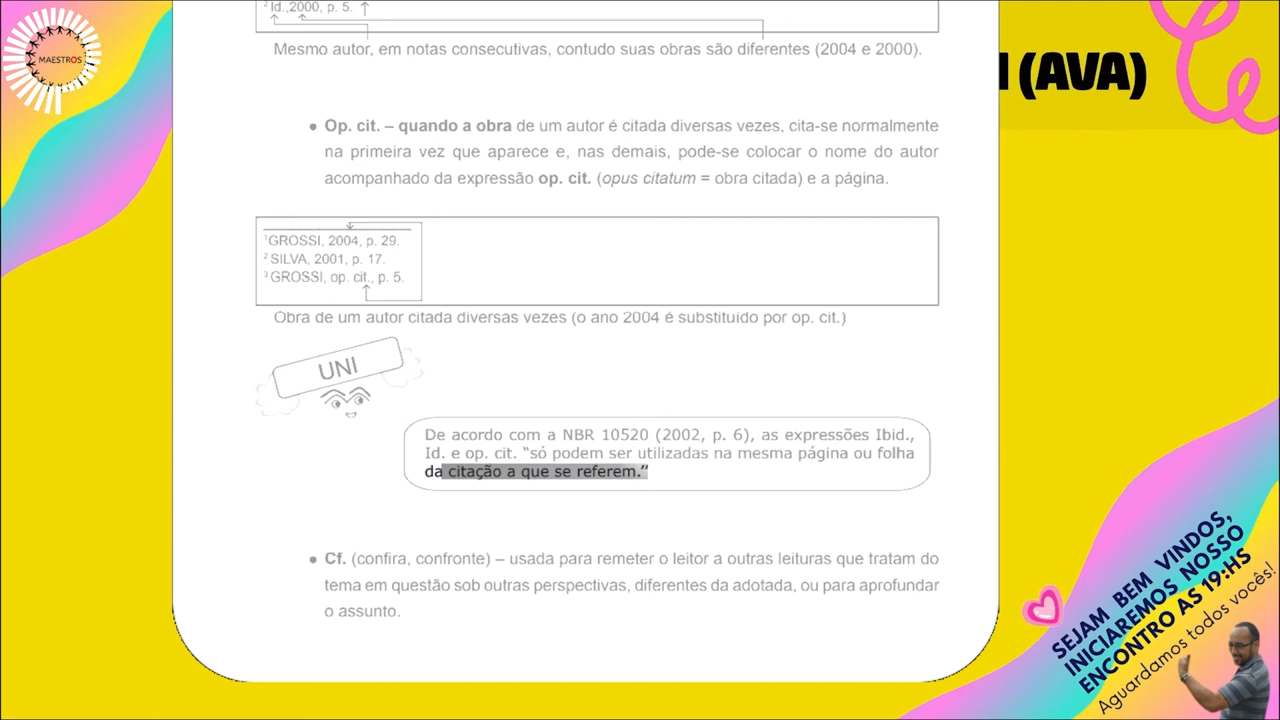 ² Id.,2000, p. 5.
MAESTROS
Mesmo autor, em notas consecutivas, contudo suas obras são diferentes (2004 e 2000).
(AVA)
• Op. cit. – quando a obra de um autor é citada diversas vezes, cita-se normalmente
na primeira vez que aparece e, nas demais, pode-se colocar o nome do autor
acompanhado da expressão op. cit. (opus citatum = obra citada) e a página.
¹GROSSI, 2004, p. 29.
² SILVA, 2001, p. 17.
³ GROSSI, op. cit., p. 5.
Obra de um autor citada diversas vezes (o ano 2004 é substituído por op. cit.)
UNI
De acordo com a NBR 10520 (2002, p. 6), as expressões Ibid.,
Id. e op. cit. “só podem ser utilizadas na mesma página ou folha
da citação a que se referem.”
• Cf. (confira, confronte) – usada para remeter o leitor a outras leituras que tratam do
tema em questão sob outras perspectivas, diferentes da adotada, ou para aprofundar
o assunto.
SEJAM BEM VINDOS,
INICIAREMOS NOSSO
ENCONTRO AS 19:HS
Aguardamos todos vocês!